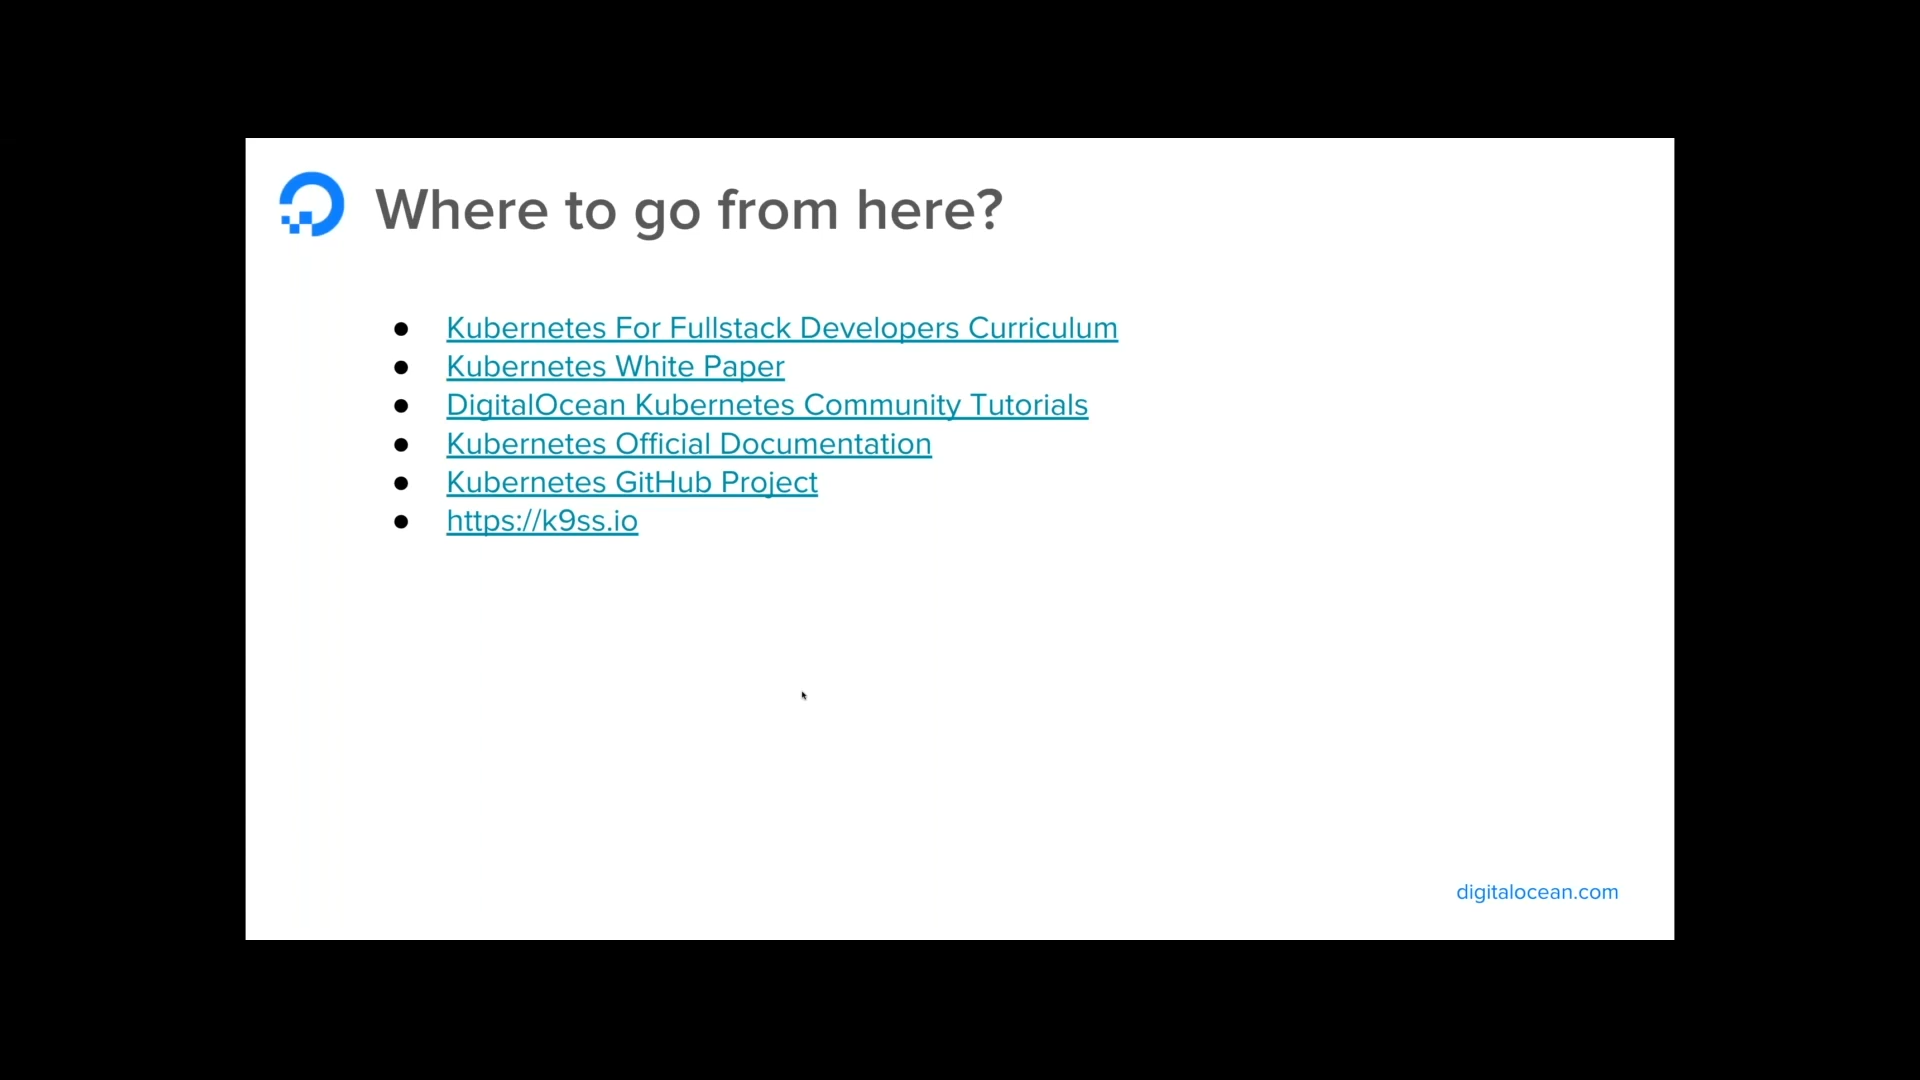 Where to go from here?
● Kubernetes For Fullstack Developers Curriculum
● Kubernetes White Paper
● DigitalOcean Kubernetes Community Tutorials
● Kubernetes Official Documentation
● Kubernetes GitHub Project
● https://k9ss.io
digitalocean.com